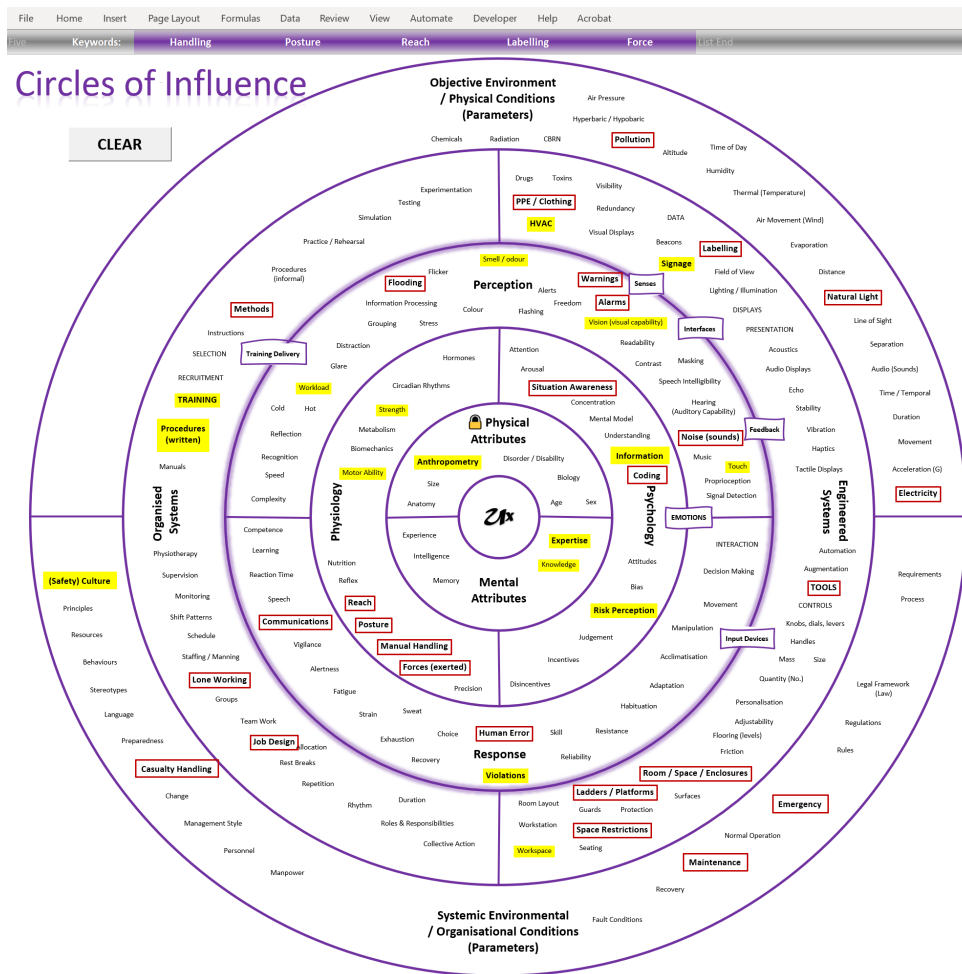 File Home Insert Page Layout Formulas Data Review View Automate Developer Help Acrobat
Five Keywords: Handling Posture Reach Labelling Force List End
Circles of Influence
CLEAR
Objective Environment
/ Physical Conditions
(Parameters)
Air Pressure
Hyperbaric / Hypobaric
Chemicals
Radiation
CBRN
Pollution
Altitude
Time of Day
Humidity
Thermal (Temperature)
Air Movement (Wind)
Evaporation
Distance
Natural Light
Line of Sight
Separation
Audio (Sounds)
Time / Temporal
Duration
Movement
Acceleration (G)
Electricity
Experimentation
Testing
Simulation
Practice / Rehearsal
Procedures
(informal)
Methods
Instructions
SELECTION
Training Delivery
RECRUITMENT
TRAINING
Procedures
(written)
Manuals
Organised
Systems
Drugs
Toxins
Visibility
PPE / Clothing
Redundancy
HVAC
Visual Displays
DATA
Beacons
Labelling
Signage
Field of View
Lighting / Illumination
DISPLAYS
PRESENTATION
Acoustics
Audio Displays
Echo
Stability
Vibration
Haptics
Tactile Displays
Engineered
Systems
Senses
Interfaces
Feedback
EMOTIONS
Input Devices
Smell / odour
Perception
Flicker
Flooding
Information Processing
Grouping
Stress
Colour
Flashing
Alerts
Freedom
Warnings
Alarms
Vision (visual capability)
Readability
Contrast
Masking
Speech Intelligibility
Hearing
(Auditory Capability)
Noise (sounds)
Music
Touch
Proprioception
Signal Detection
Distraction
Glare
Workload
Cold
Hot
Reflection
Recognition
Speed
Complexity
Hormones
Circadian Rhythms
Strength
Metabolism
Biomechanics
Motor Ability
Physiology
Attention
Arousal
Situation Awareness
Concentration
Mental Model
Understanding
Information
Coding
Psychology
Physical
Attributes
Anthropometry
Disorder / Disability
Size
Biology
Anatomy
Age
Sex
Ux
Experience
Intelligence
Memory
Expertise
Knowledge
Mental
Attributes
Nutrition
Reflex
Reach
Posture
Manual Handling
Forces (exerted)
Precision
Attitudes
Bias
Risk Perception
Judgement
Incentives
Disincentives
Competence
Learning
Reaction Time
Speech
Communications
Vigilance
Alertness
Fatigue
Strain
Sweat
Exhaustion
Choice
Recovery
Human Error
Skill
Response
Reliability
Violations
Resistance
Habituation
Adaptation
Acclimatisation
Manipulation
Movement
Decision Making
INTERACTION
Physiotherapy
Supervision
Monitoring
Shift Patterns
Schedule
Staffing / Manning
Lone Working
Groups
Team Work
Job Design
Rest Breaks
Repetition
Rhythm
Duration
Roles & Responsibilities
Collective Action
Automation
Augmentation
TOOLS
CONTROLS
Knobs, dials, levers
Handles
Mass
Size
Quantity (No.)
Personalisation
Adjustability
Flooring (levels)
Friction
Room / Space / Enclosures
Ladders / Platforms
Surfaces
Room Layout
Guards
Protection
Workstation
Space Restrictions
Workspace
Seating
(Safety) Culture
Principles
Resources
Behaviours
Stereotypes
Language
Preparedness
Casualty Handling
Change
Management Style
Personnel
Manpower
Requirements
Process
Legal Framework
(Law)
Regulations
Rules
Emergency
Normal Operation
Maintenance
Recovery
Fault Conditions
Systemic Environmental
/ Organisational Conditions
(Parameters)